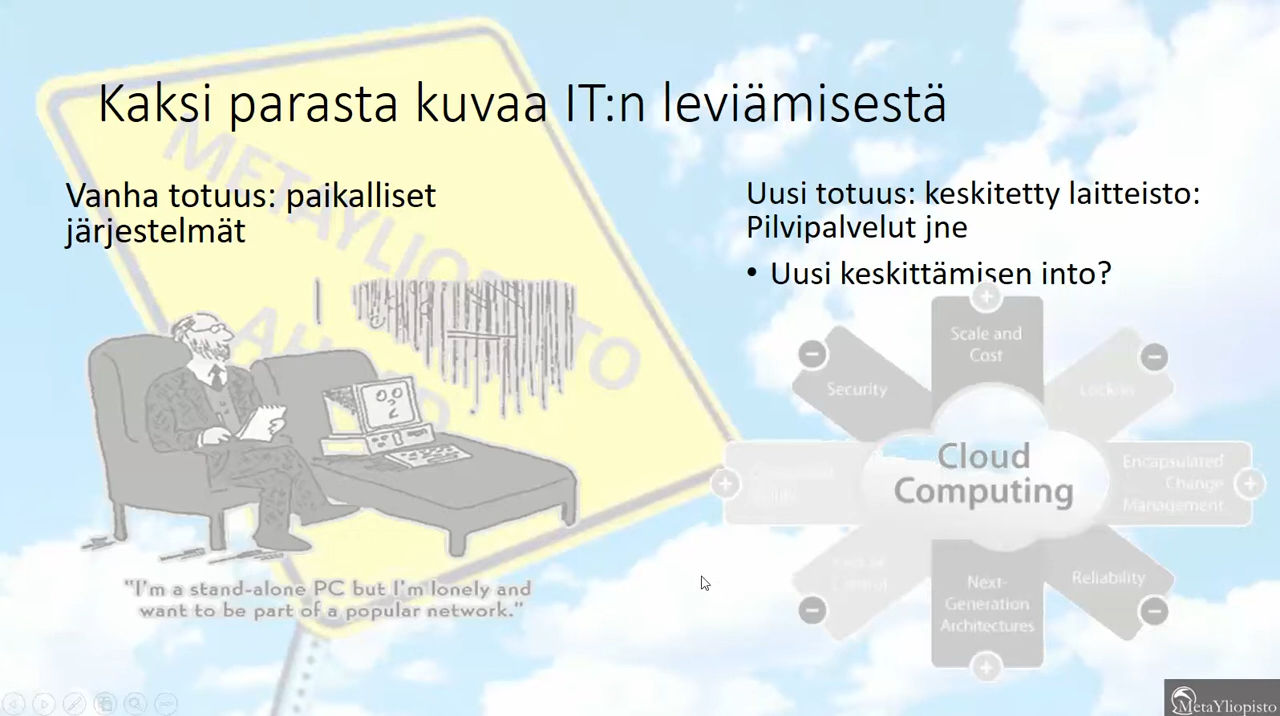 Kaksi parasta kuvaa IT:n leviämisestä
Vanha totuus: paikalliset
järjestelmät
Uusi totuus: keskitetty laitteisto:
Pilvipalvelut jne
• Uusi keskittämisen into?
METAYLIOPISTO
"I'm a stand-alone PC but I'm lonely and
want to be part of a popular network."
Scale and
Cost
Security
Lock-in
Cloud
Computing
Encapsulated
Change
Management
Next-
Generation
Architectures
Reliability
MetaYliopisto